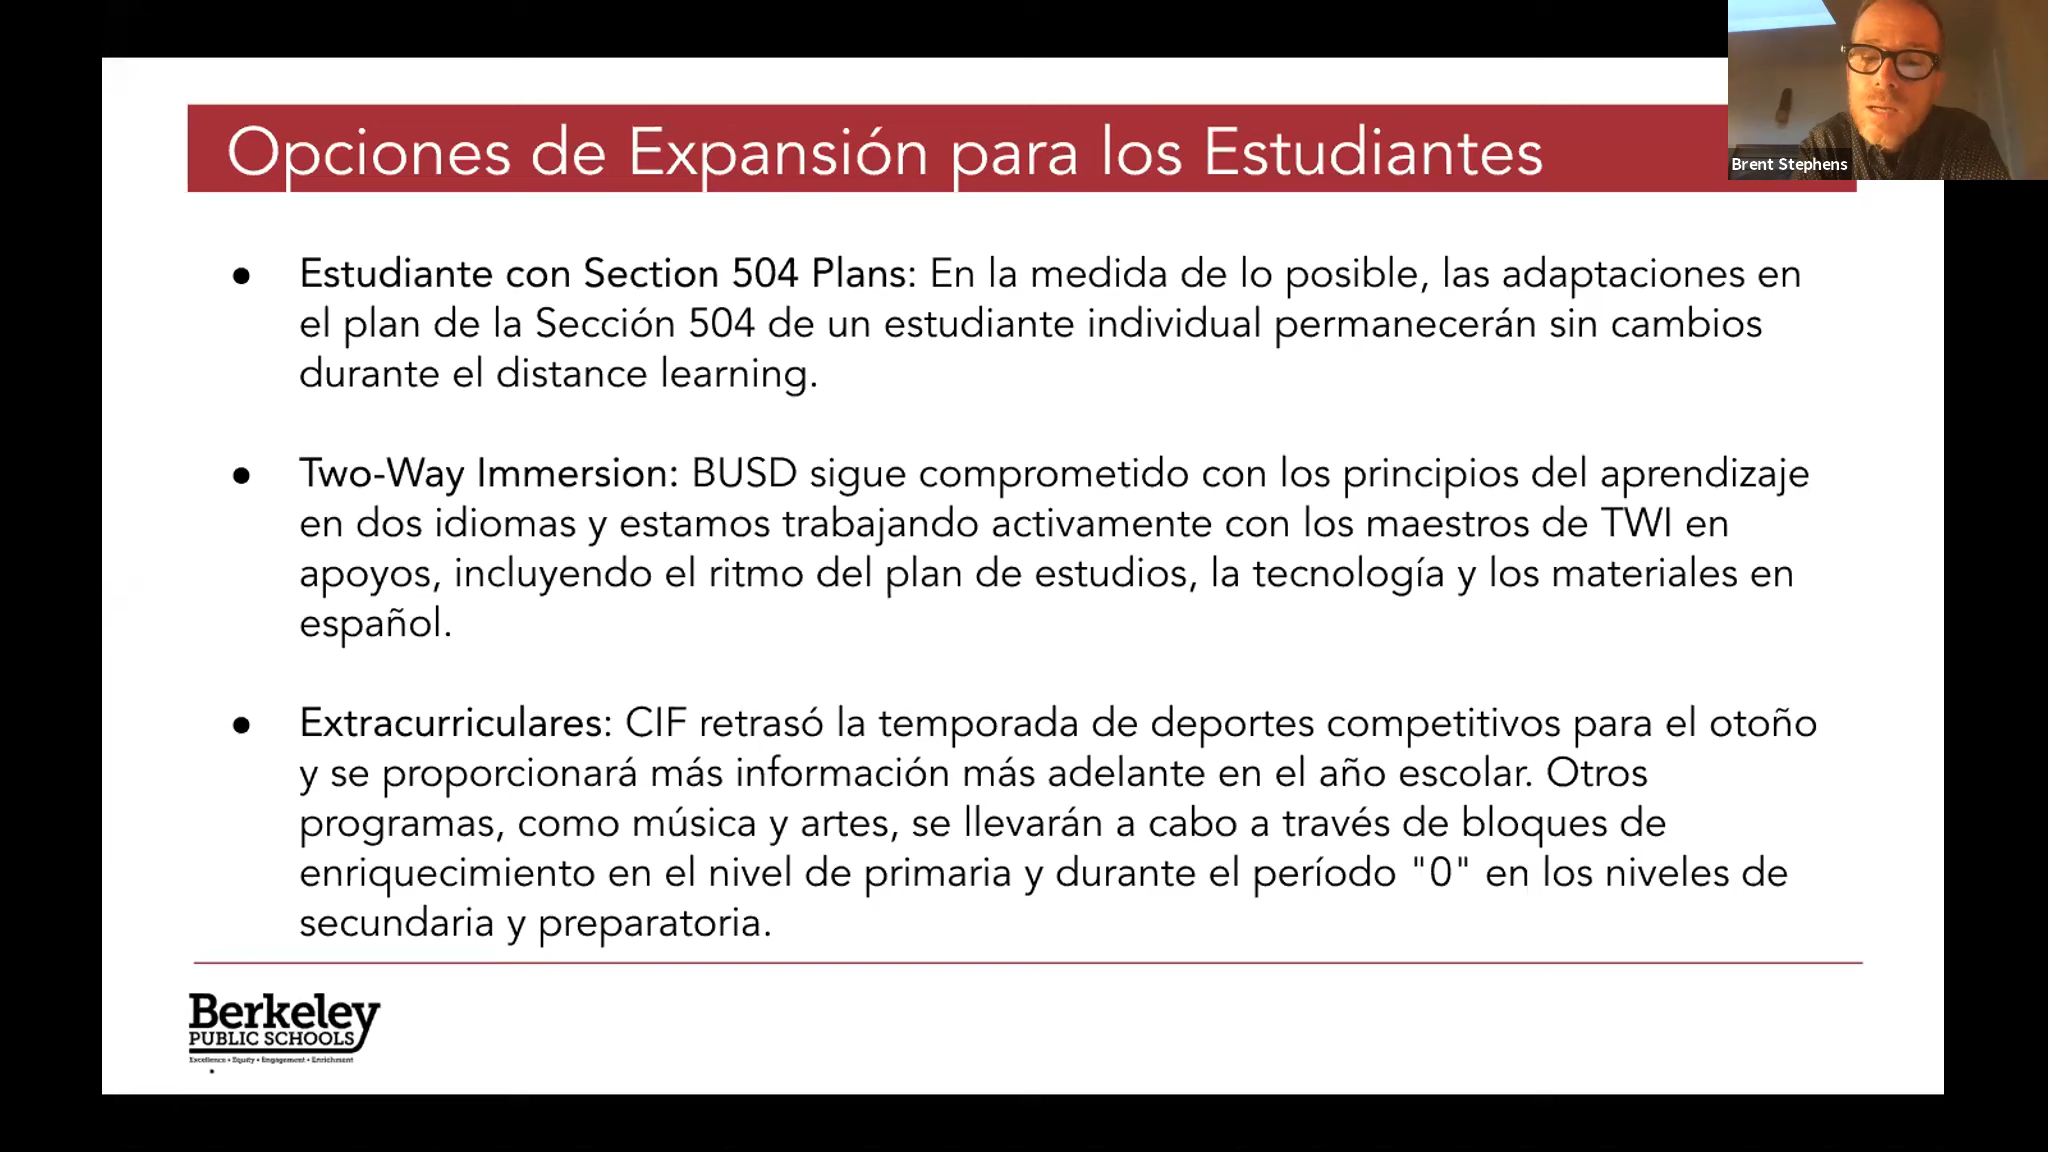 Opciones de Expansión para los Estudiantes
Brent Stephens
● Estudiante con Section 504 Plans: En la medida de lo posible, las adaptaciones en
el plan de la Sección 504 de un estudiante individual permanecerán sin cambios
durante el distance learning.
● Two-Way Immersion: BUSD sigue comprometido con los principios del aprendizaje
en dos idiomas y estamos trabajando activamente con los maestros de TWI en
apoyos, incluyendo el ritmo del plan de estudios, la tecnología y los materiales en
español.
● Extracurriculares: CIF retrasó la temporada de deportes competitivos para el otoño
y se proporcionará más información más adelante en el año escolar. Otros
programas, como música y artes, se llevarán a cabo a través de bloques de
enriquecimiento en el nivel de primaria y durante el período "0" en los niveles de
secundaria y preparatoria.
Berkeley
PUBLIC SCHOOLS
Excellence • Equity • Engagement • Enrichment